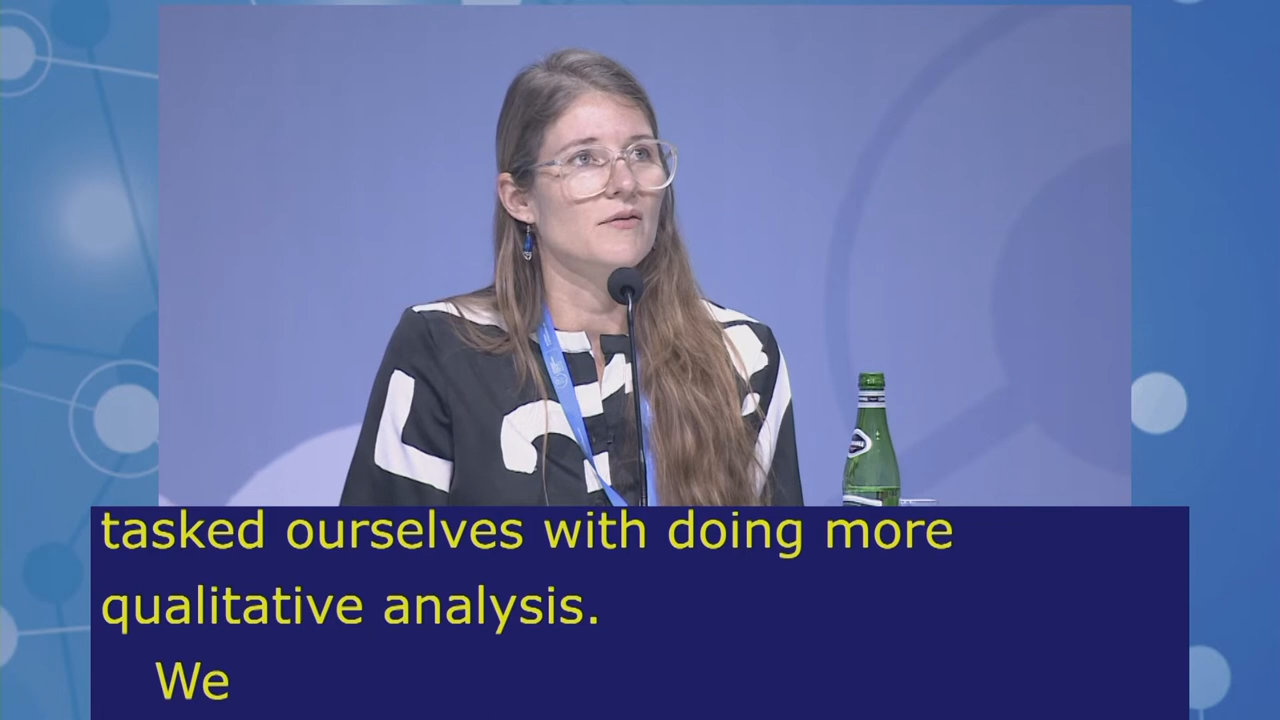 tasked ourselves with doing more
qualitative analysis.
We